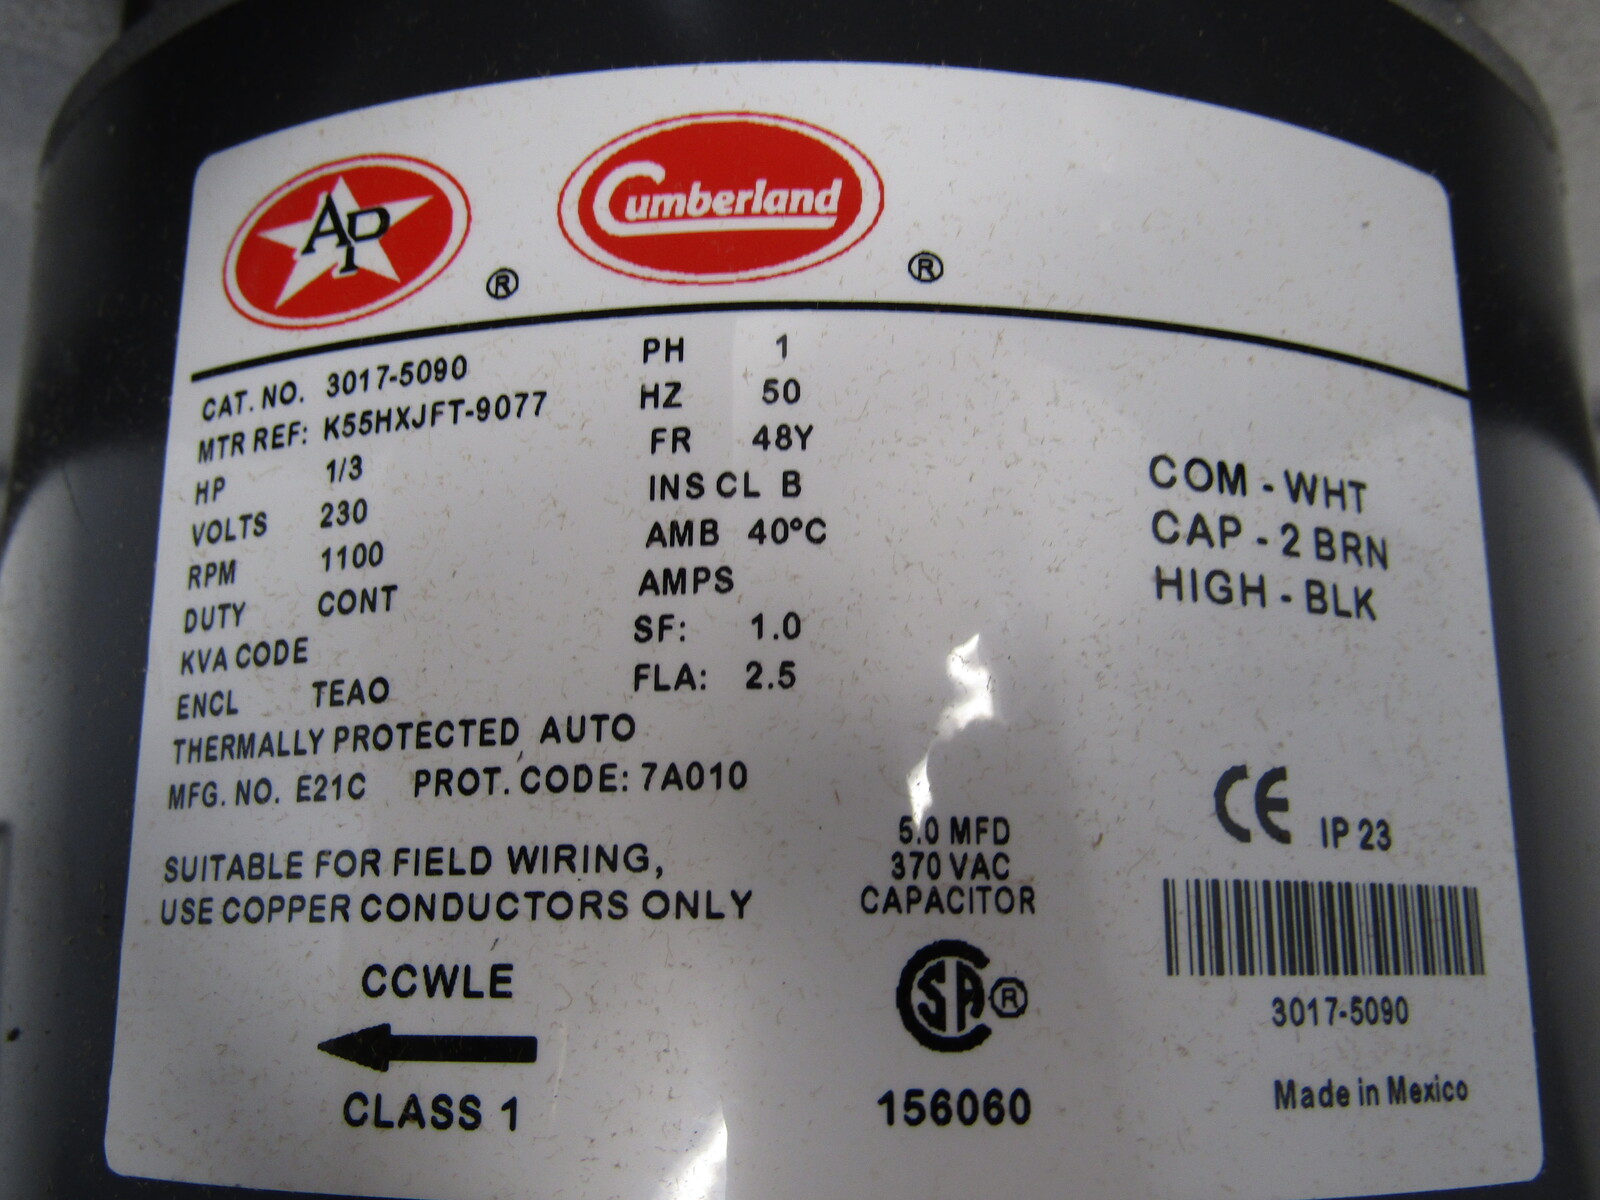 AP ®
Cumberland ®
CAT. NO. 3017-5090
MTR REF: K55HXJFT-9077
HP 1/3
VOLTS 230
RPM 1100
DUTY CONT
KVA CODE
ENCL TEAO
PH 1
HZ 50
FR 48Y
INS CL B
AMB 40°C
AMPS
SF: 1.0
FLA: 2.5
THERMALLY PROTECTED AUTO
MFG. NO. E21C PROT. CODE: 7A010
SUITABLE FOR FIELD WIRING,
USE COPPER CONDUCTORS ONLY
CCWLE
CLASS 1
COM - WHT
CAP - 2 BRN
HIGH - BLK
5.0 MFD
370 VAC
CAPACITOR
SA ®
156060
CE IP 23
3017-5090
Made in Mexico